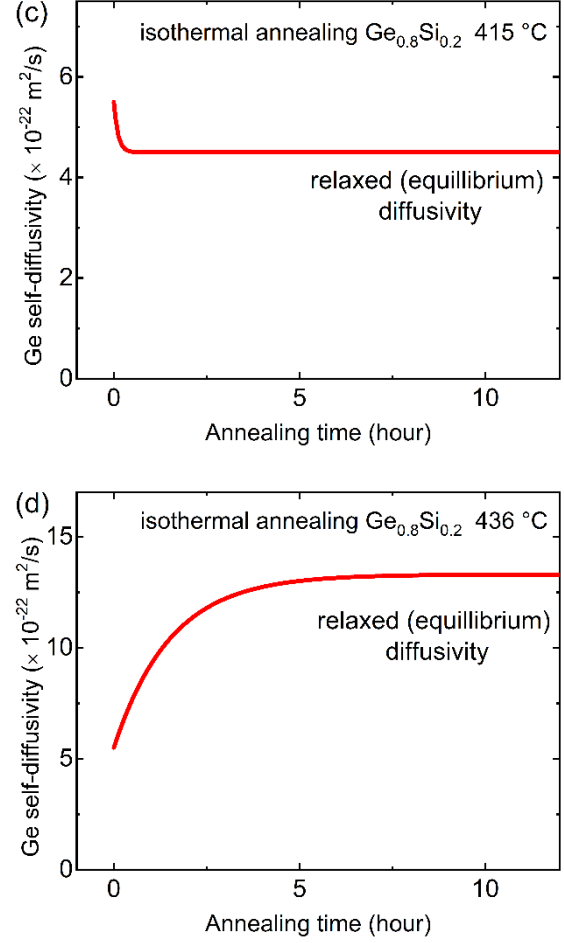 (c)
isothermal annealing Ge0.8Si0.2 415 °C
Ge self-diffusivity (× 10-22 m2/s)
6
4
2
0
relaxed (equillibrium)
diffusivity
0 5 10
Annealing time (hour)
(d)
isothermal annealing Ge0.8Si0.2 436 °C
Ge self-diffusivity (× 10-22 m2/s)
15
10
5
0
relaxed (equillibrium)
diffusivity
0 5 10
Annealing time (hour)